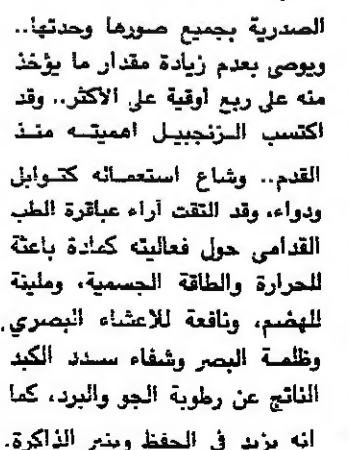 الصدرية بجميع صورها وحدتها..
ويوصى بعدم زيادة مقدار ما يؤخذ
منه على ربع أوقية على الأكثر.. وقد
اكتسب الزنجبيل اهميته منذ
القدم.. وشاع استعماله كتوابل
ودواء، وقد التقت آراء عباقرة الطب
القدامى حول فعاليته كمادة باعثة
للحرارة والطاقة الجسمية، وملينة
للهضم، ونافعة للاعشاء البصري.
وظلمة البصر وشفاء سدد الكبد
الناتج عن رطوبة الجو والبرد، كما
انه يزيد في الحفظ وينير الذاكرة.